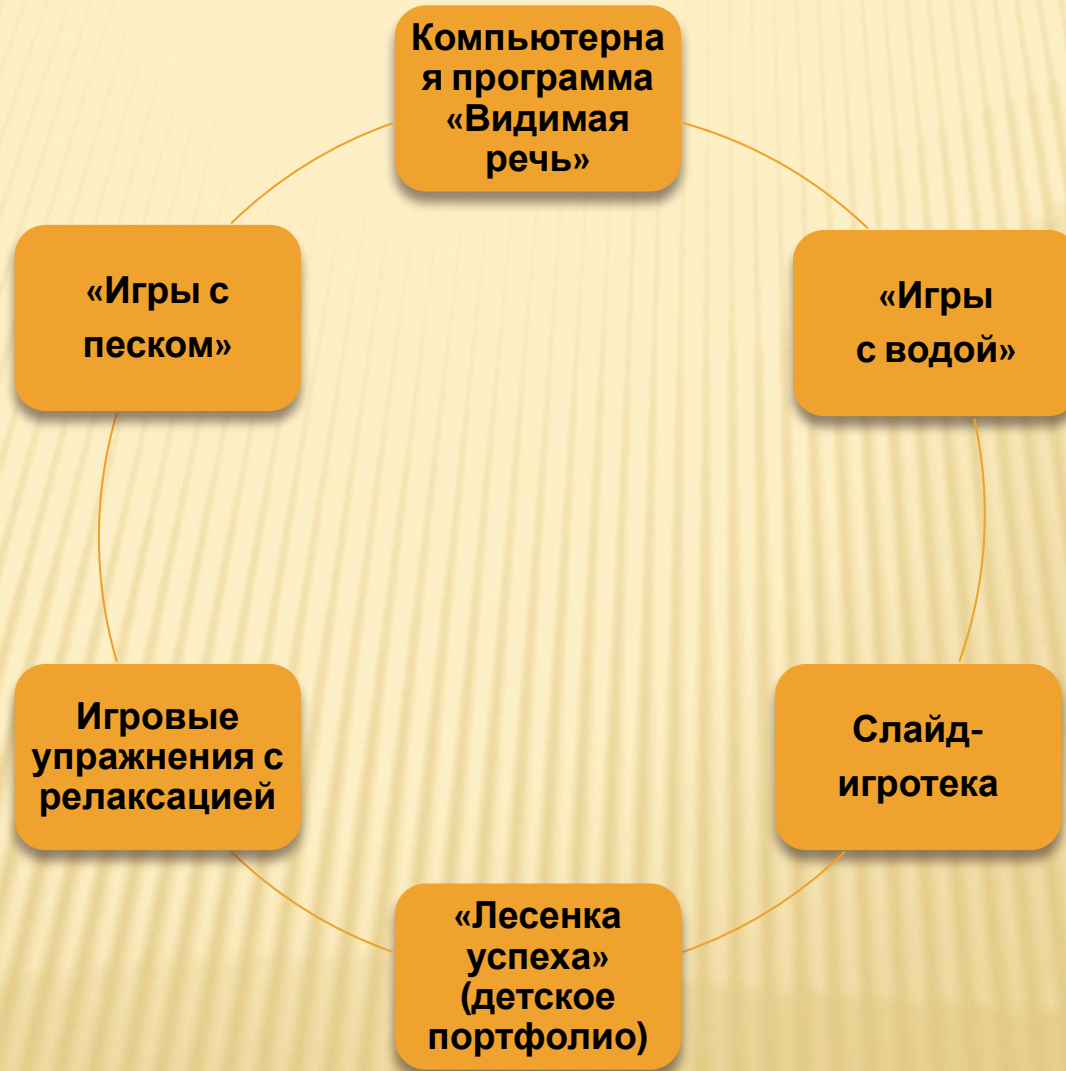 Компьютерна
я программа
«Видимая
речь»
«Игры с
песком»
«Игры
с водой»
Игровые
упражнения с
релаксацией
Слайд-
игротека
«Лесенка
успеха»
(детское
портфолио)